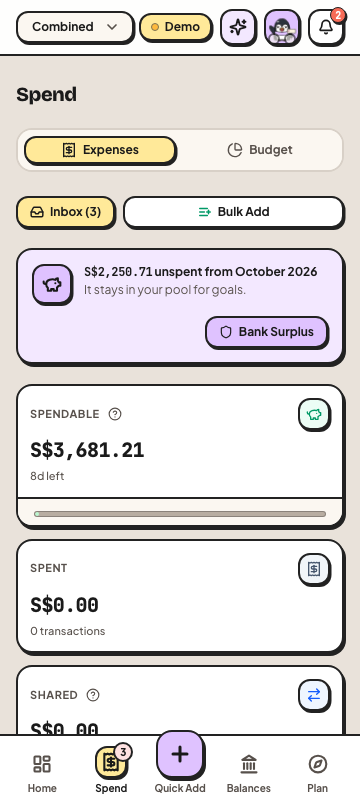 Combined
Demo
2
Spend
Expenses
Budget
Inbox (3)
Bulk Add
S$2,250.71 unspent from October 2026
It stays in your pool for goals.
Bank Surplus
SPENDABLE
S$3,681.21
8d left
SPENT
S$0.00
0 transactions
SHARED
S$0.00
3
Home
Spend
Quick Add
Balances
Plan